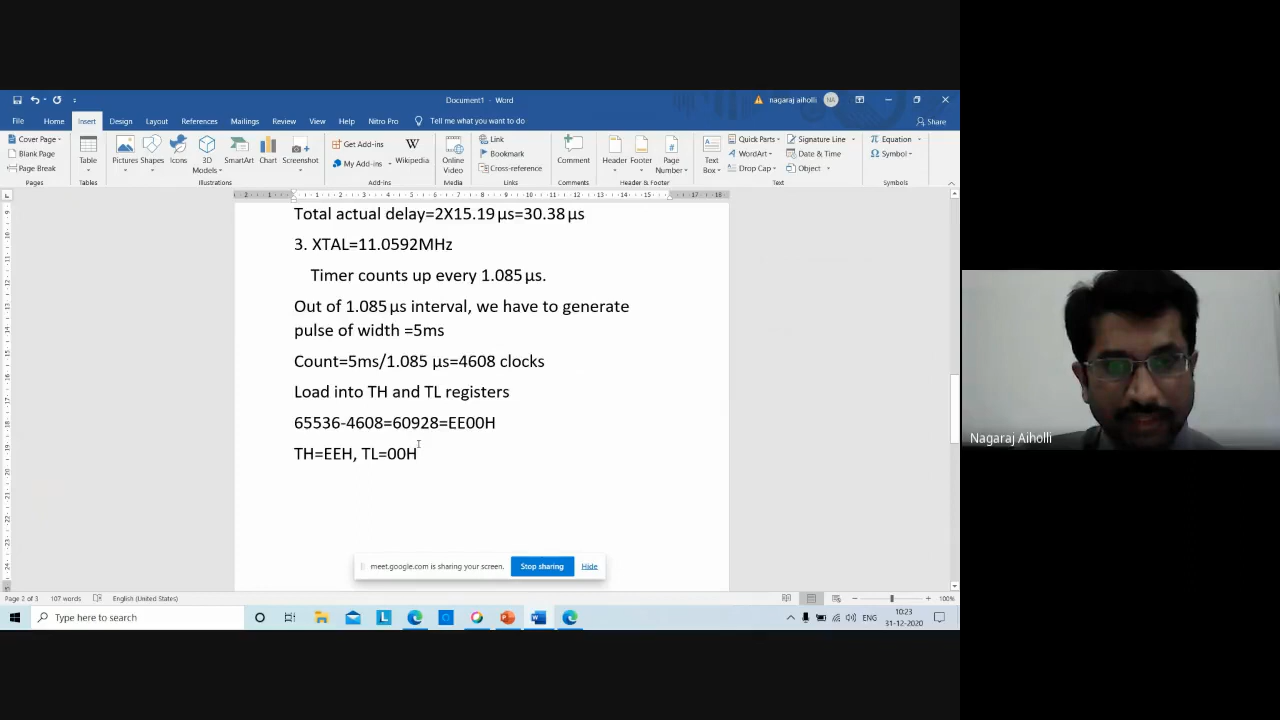 Document1 - Word
nagaraj aiholli
NA
File Home Insert Design Layout References Mailings Review View Help Nitro Pro Tell me what you want to do Share
Cover Page
Blank Page
Page Break
Pages
Table
Tables
Pictures Shapes Icons 3D Models SmartArt Chart Screenshot
Illustrations
Get Add-ins
My Add-ins
Wikipedia
Add-ins
Online Video
Media
Link
Bookmark
Cross-reference
Links
Comment
Comments
Header Footer Page Number
Header & Footer
Text Box
Quick Parts
WordArt
Drop Cap
Signature Line
Date & Time
Object
Text
Equation
Symbol
Symbols
Total actual delay=2X15.19 µs=30.38 µs
3. XTAL=11.0592MHz
Timer counts up every 1.085 µs.
Out of 1.085 µs interval, we have to generate
pulse of width =5ms
Count=5ms/1.085 µs=4608 clocks
Load into TH and TL registers
65536-4608=60928=EE00H
TH=EEH, TL=00H
meet.google.com is sharing your screen. Stop sharing Hide
Page 2 of 3 107 words English (United States) 100%
Type here to search
ENG
10:23
31-12-2020
Nagaraj Aiholli